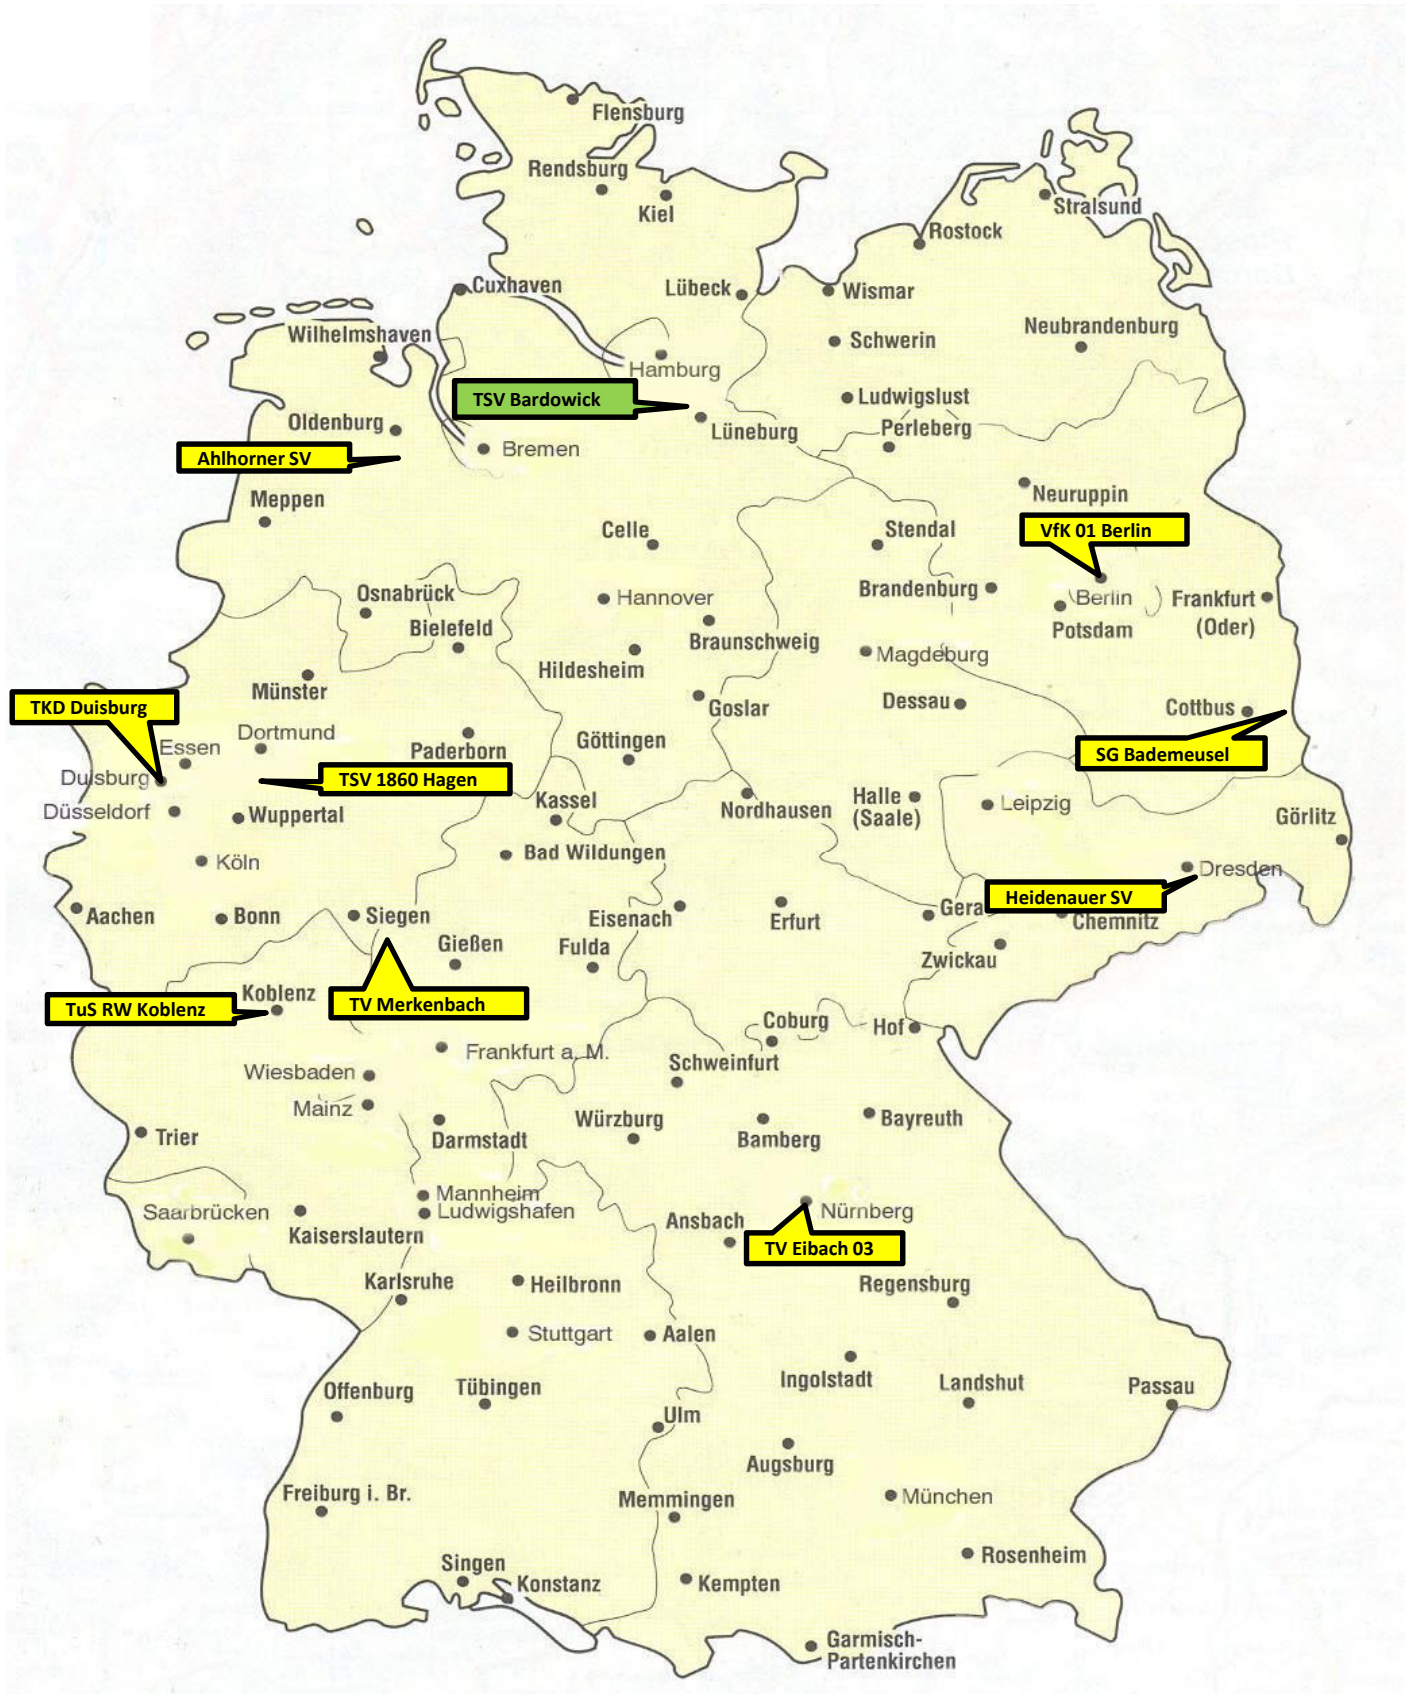 Flensburg
Rendsburg
Kiel
Stralsund
Rostock
Cuxhaven
Lübeck
Wismar
Wilhelmshaven
Neubrandenburg
Schwerin
Hamburg
TSV Bardowick
Ludwigslust
Oldenburg
Lüneburg
Perleberg
Bremen
Ahlhorner SV
Meppen
Neuruppin
Celle
Stendal
VfK 01 Berlin
Osnabrück
Hannover
Brandenburg
Berlin
Frankfurt
(Oder)
Bielefeld
Braunschweig
Potsdam
Hildesheim
Magdeburg
Münster
Goslar
Dessau
Cottbus
TKD Duisburg
Dortmund
Essen
Paderborn
Göttingen
SG Bademeusel
Duisburg
TSV 1860 Hagen
Düsseldorf
Wuppertal
Kassel
Nordhausen
Halle
(Saale)
Leipzig
Görlitz
Köln
Bad Wildungen
Dresden
Heidenauer SV
Aachen
Bonn
Siegen
Eisenach
Erfurt
Gera
Chemnitz
Gießen
Fulda
Zwickau
Koblenz
TV Merkenbach
TuS RW Koblenz
Coburg
Hof
Frankfurt a. M.
Schweinfurt
Wiesbaden
Mainz
Trier
Darmstadt
Würzburg
Bamberg
Bayreuth
Mannheim
Ludwigshafen
Saarbrücken
Kaiserslautern
Ansbach
Nürnberg
TV Eibach 03
Karlsruhe
Heilbronn
Regensburg
Stuttgart
Aalen
Ingolstadt
Landshut
Passau
Offenburg
Tübingen
Ulm
Augsburg
Freiburg i. Br.
Memmingen
München
Singen
Konstanz
Kempten
Rosenheim
Garmisch-
Partenkirchen